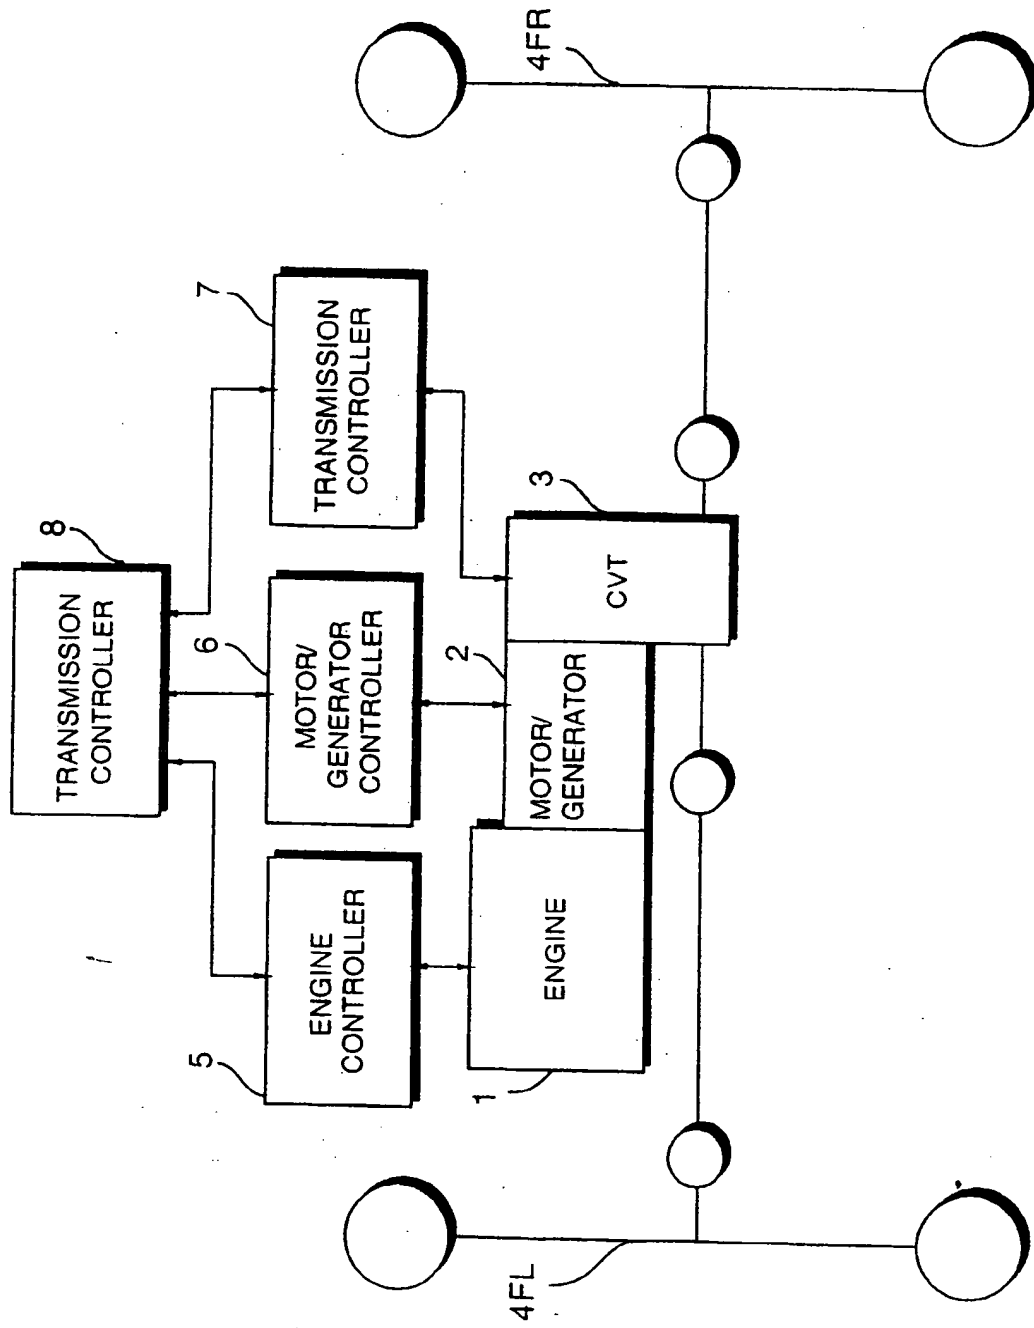 8
TRANSMISSION
CONTROLLER
5
ENGINE
CONTROLLER
6
MOTOR/
GENERATOR
CONTROLLER
7
TRANSMISSION
CONTROLLER
1
ENGINE
2
MOTOR/
GENERATOR
3
CVT
4FL
4FR